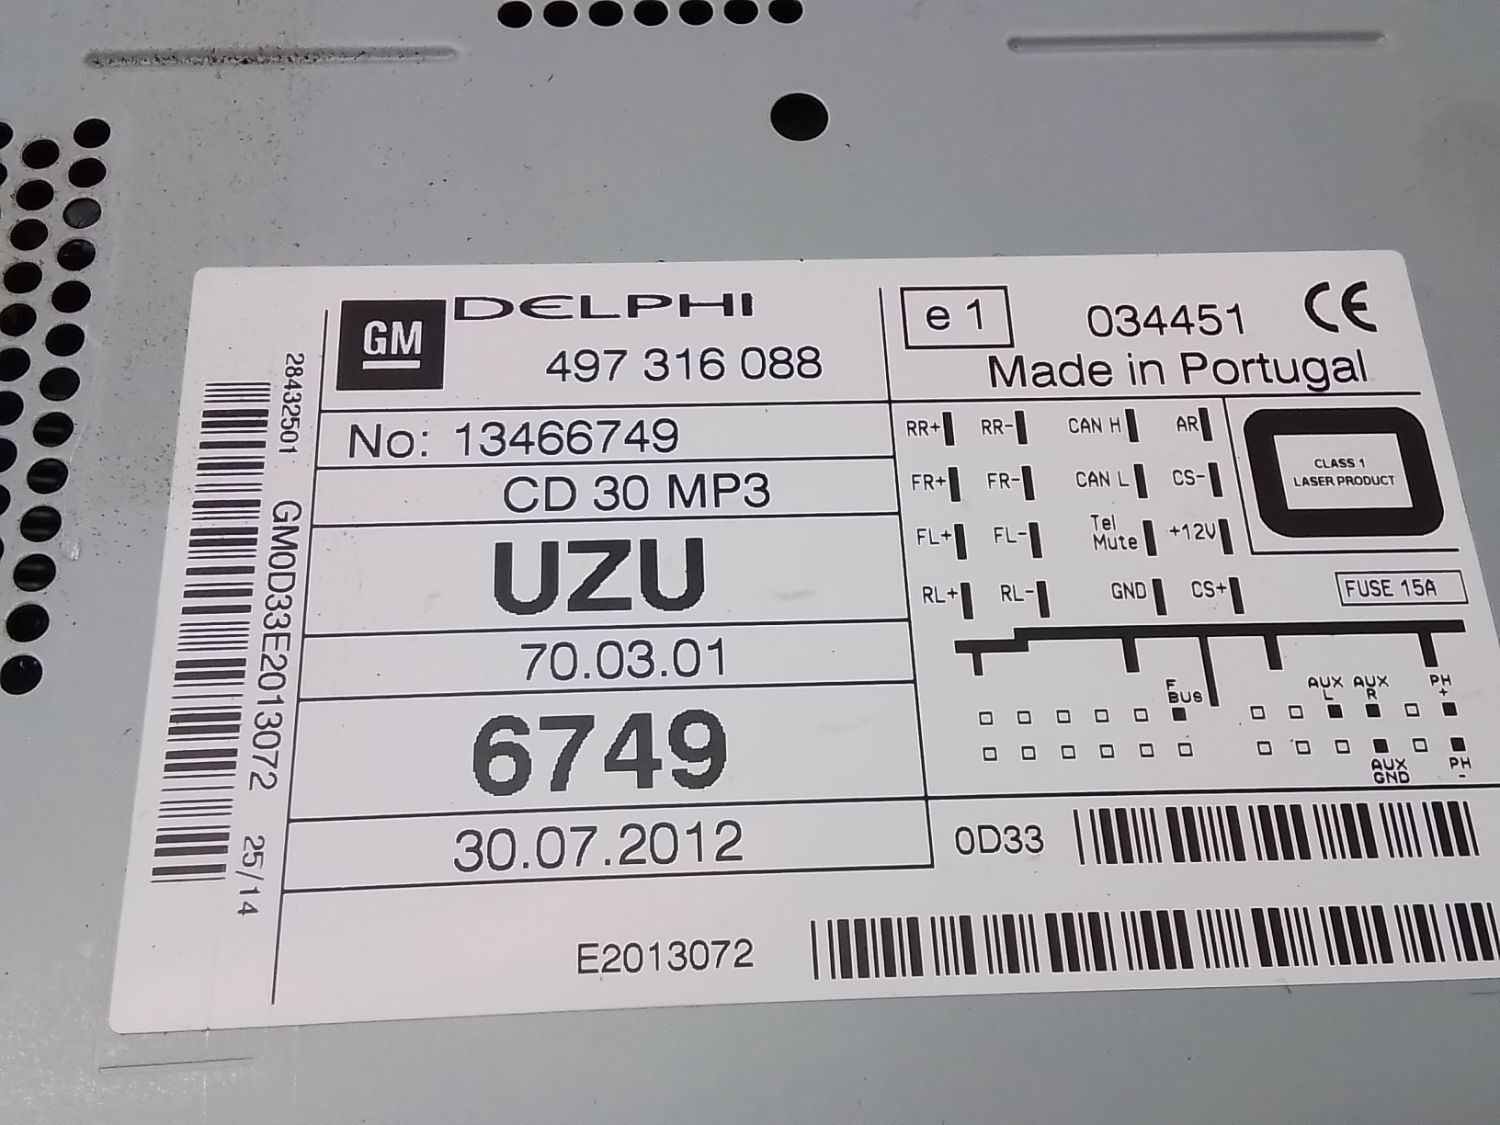 GM
DELPHI
497 316 088
No: 13466749
CD 30 MP3
UZU
70.03.01
6749
30.07.2012
E2013072
e 1
034451
CE
Made in Portugal
RR+ RR- CAN H AR
FR+ FR- CAN L CS-
FL+ FL- Tel Mute +12V
RL+ RL- GND CS+
CLASS 1
LASER PRODUCT
FUSE 15A
F BUS
AUX L
AUX R
PH +
AUX GND
PH -
0D33
28432501
GM0D33E2013072
25/14